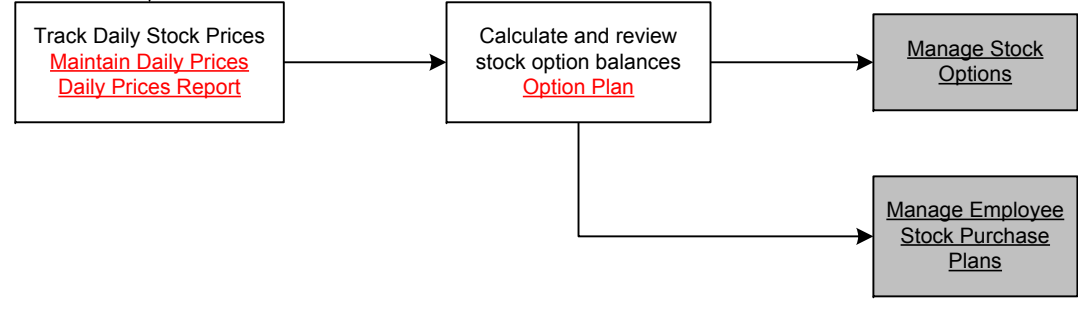 Track Daily Stock Prices
Maintain Daily Prices
Daily Prices Report
Calculate and review
stock option balances
Option Plan
Manage Stock
Options
Manage Employee
Stock Purchase
Plans